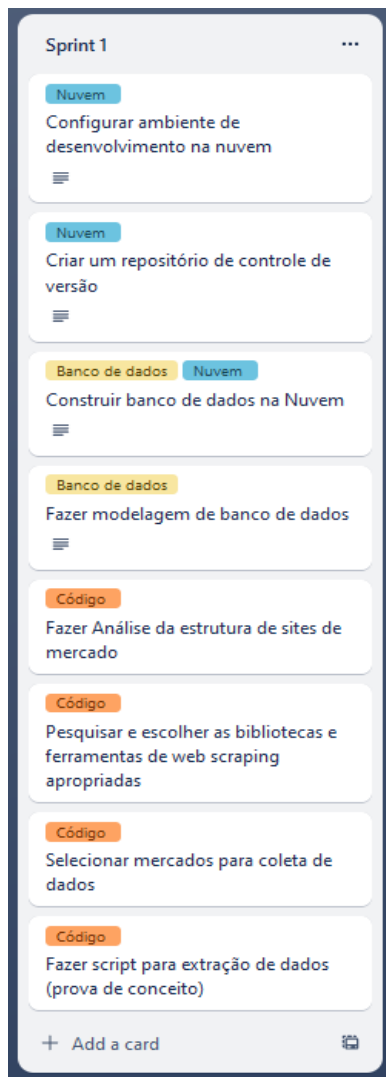 Sprint 1
Nuvem
Configurar ambiente de
desenvolvimento na nuvem
Nuvem
Criar um repositório de controle de
versão
Banco de dados Nuvem
Construir banco de dados na Nuvem
Banco de dados
Fazer modelagem de banco de dados
Código
Fazer Análise da estrutura de sites de
mercado
Código
Pesquisar e escolher as bibliotecas e
ferramentas de web scraping
apropriadas
Código
Selecionar mercados para coleta de
dados
Código
Fazer script para extração de dados
(prova de conceito)
+ Add a card